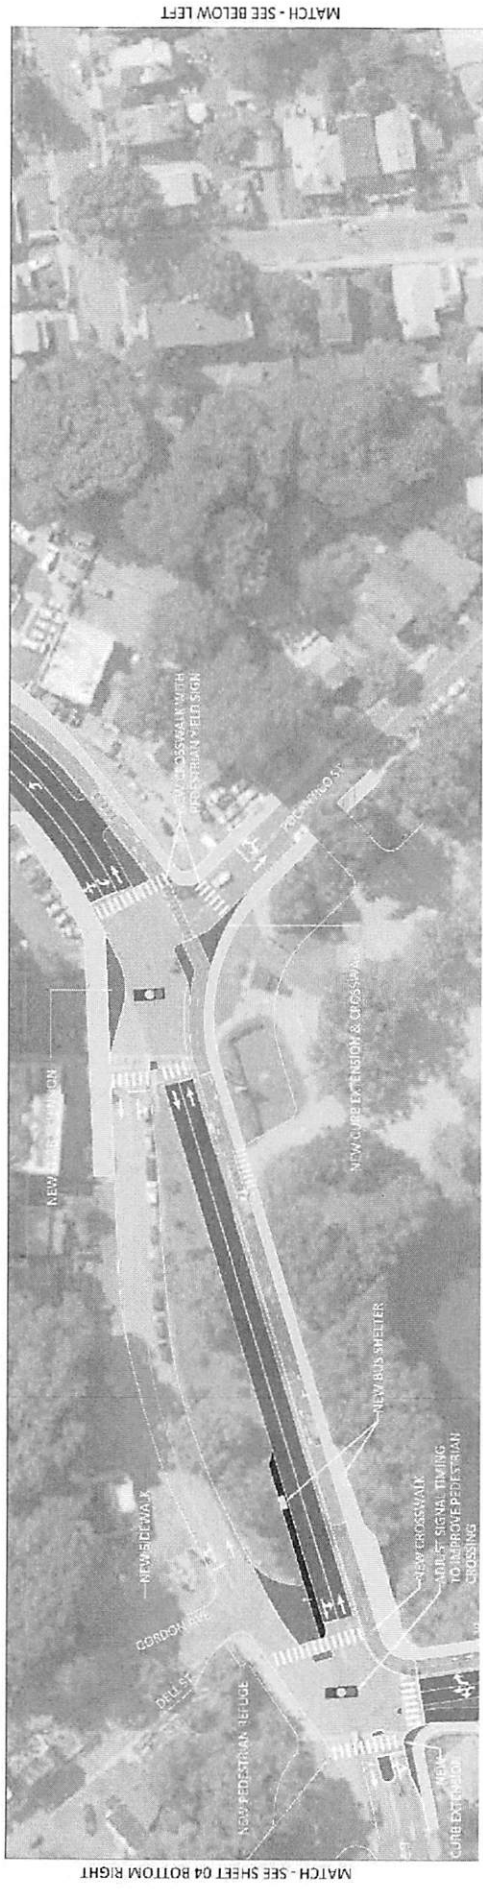 MATCH - SEE BELOW LEFT
MATCH - SEE SHEET 04 BOTTOM RIGHT
NEW SIDEWALK
GORDON AVE
DELL ST
NEW PEDESTRIAN REFUGE
NEW
CURB EXTENSION
NEW CROSSWALK
ADJUST SIGNAL TIMING
TO IMPROVE PEDESTRIAN
CROSSING
NEW BUS SHELTER
NEW
NEW CURB EXTENSION & CROSSWALK
NEW CROSSWALK WITH
PEDESTRIAN YIELD SIGN
ST